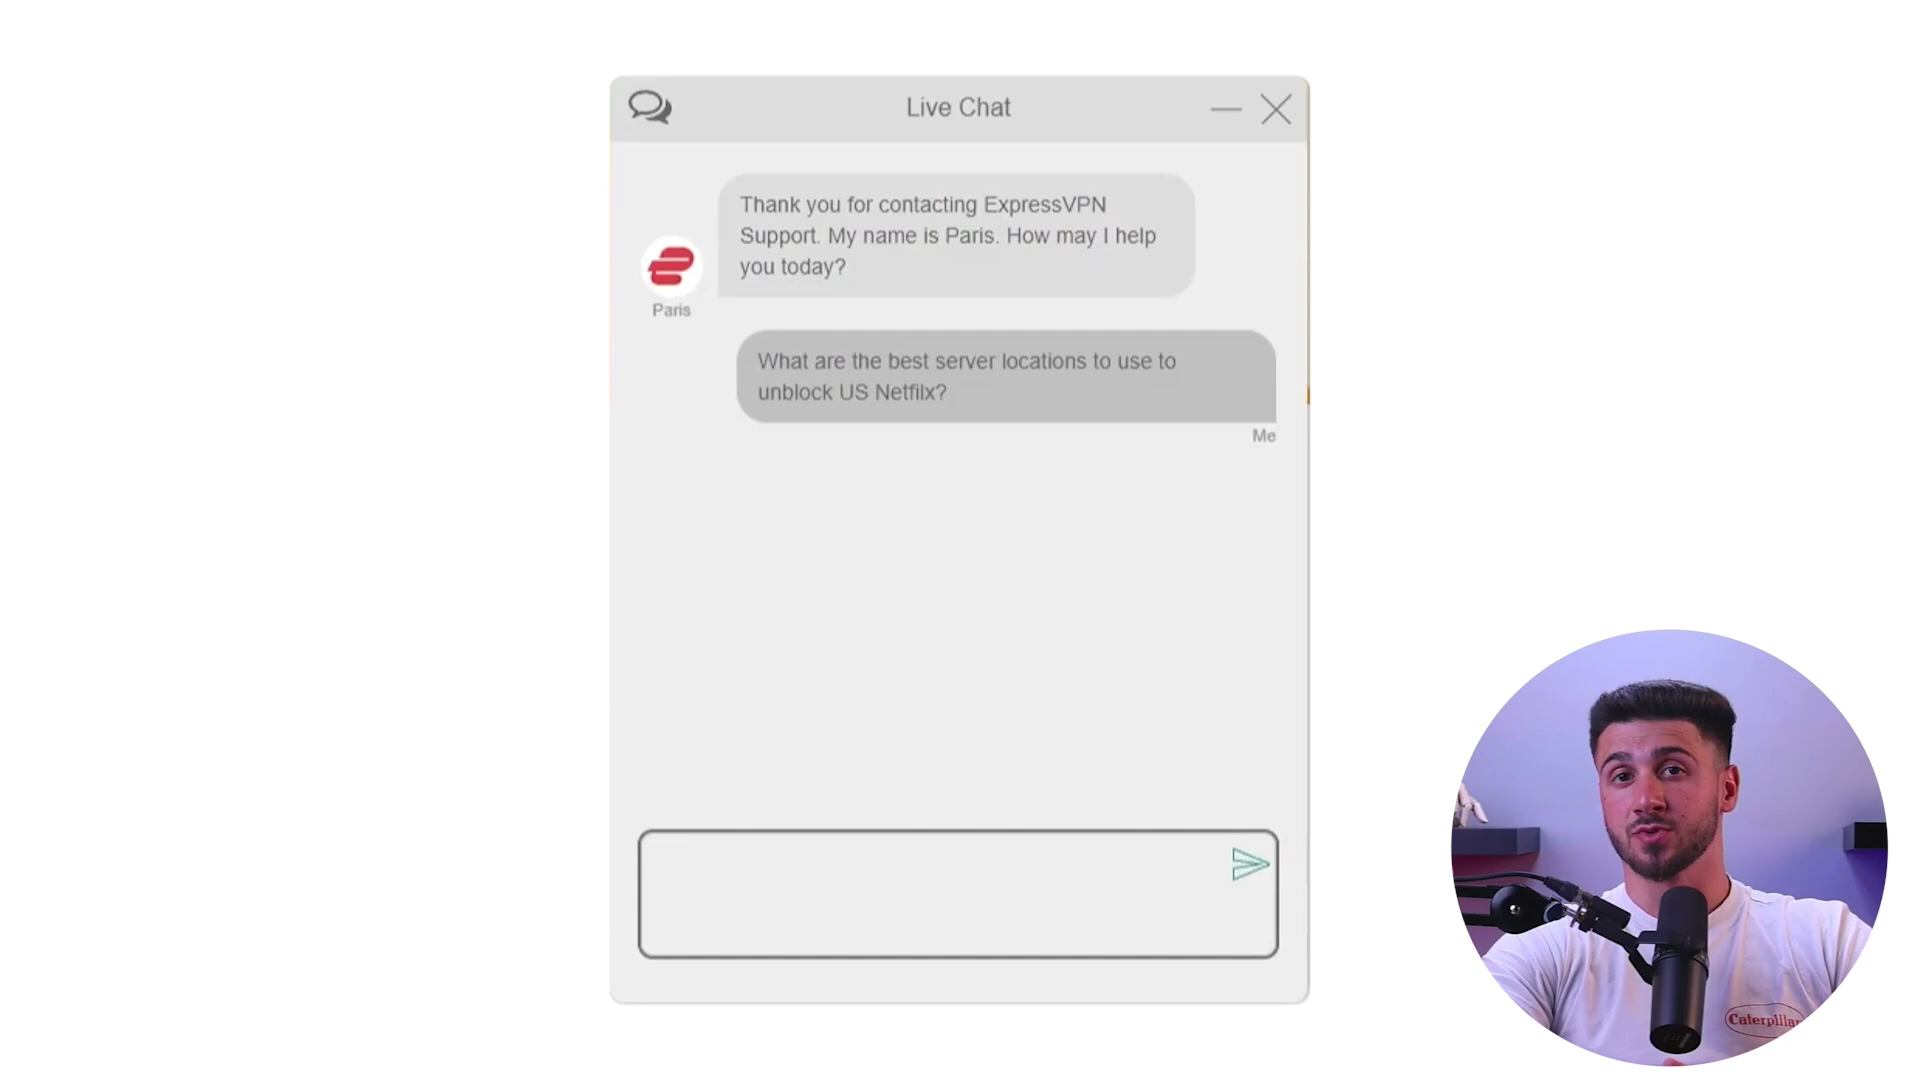 Live Chat
Thank you for contacting ExpressVPN
Support. My name is Paris. How may I help
you today?
Paris
What are the best server locations to use to
unblock US Netfilx?
Me
Caterpillar